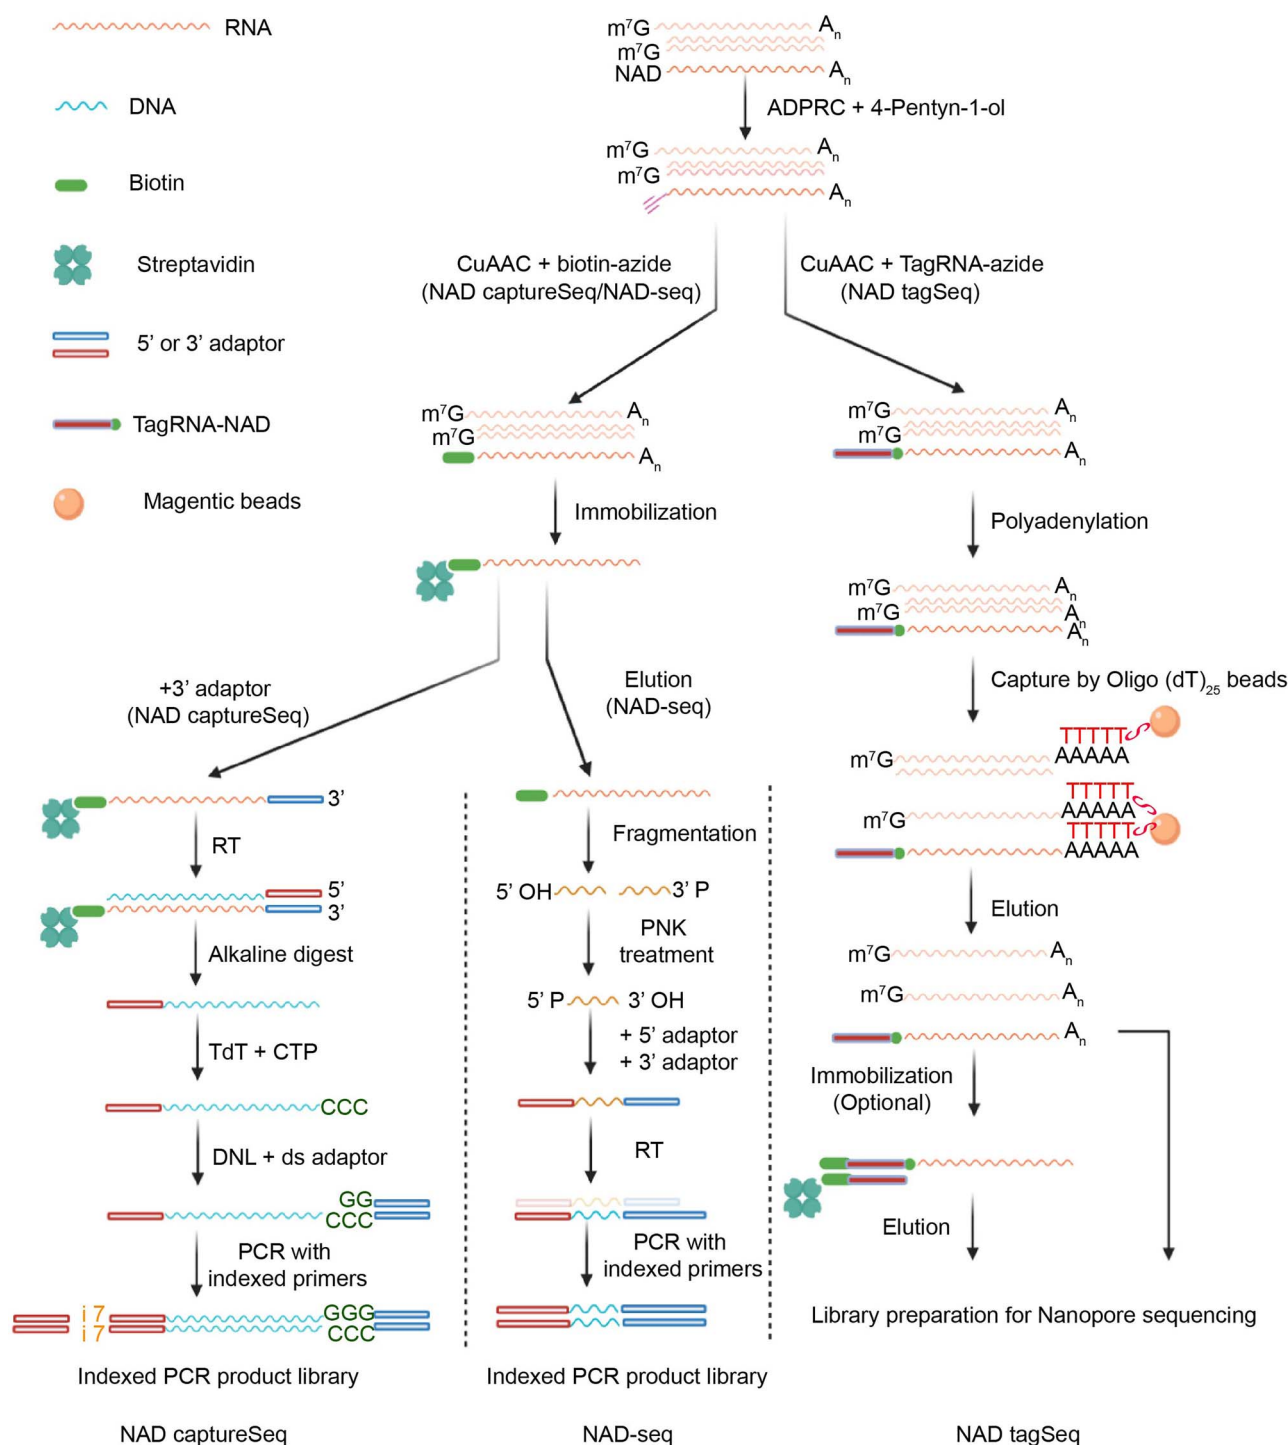 RNA
DNA
Biotin
Streptavidin
5’ or 3’ adaptor
TagRNA-NAD
Magentic beads
m⁷G Aₙ
m⁷G
NAD Aₙ
ADPRC + 4-Pentyn-1-ol
m⁷G Aₙ
m⁷G
Aₙ
CuAAC + biotin-azide
(NAD captureSeq/NAD-seq)
CuAAC + TagRNA-azide
(NAD tagSeq)
m⁷G Aₙ
m⁷G
Aₙ
Immobilization
+3’ adaptor
(NAD captureSeq)
Elution
(NAD-seq)
3’
RT
5’
3’
Alkaline digest
TdT + CTP
CCC
DNL + ds adaptor
GG
CCC
PCR with
indexed primers
i 7 GGG
i 7 CCC
Indexed PCR product library
NAD captureSeq
Fragmentation
5’ OH 3’ P
PNK
treatment
5’ P 3’ OH
+ 5’ adaptor
+ 3’ adaptor
RT
PCR with
indexed primers
Indexed PCR product library
NAD-seq
m⁷G Aₙ
m⁷G
Aₙ
Polyadenylation
m⁷G Aₙ
m⁷G Aₙ
Aₙ
Capture by Oligo (dT)₂₅ beads
TTTTT
m⁷G AAAAA
TTTTT
m⁷G AAAAA
TTTTT
AAAAA
Elution
m⁷G Aₙ
m⁷G Aₙ
Aₙ
Immobilization
(Optional)
Elution
Library preparation for Nanopore sequencing
NAD tagSeq